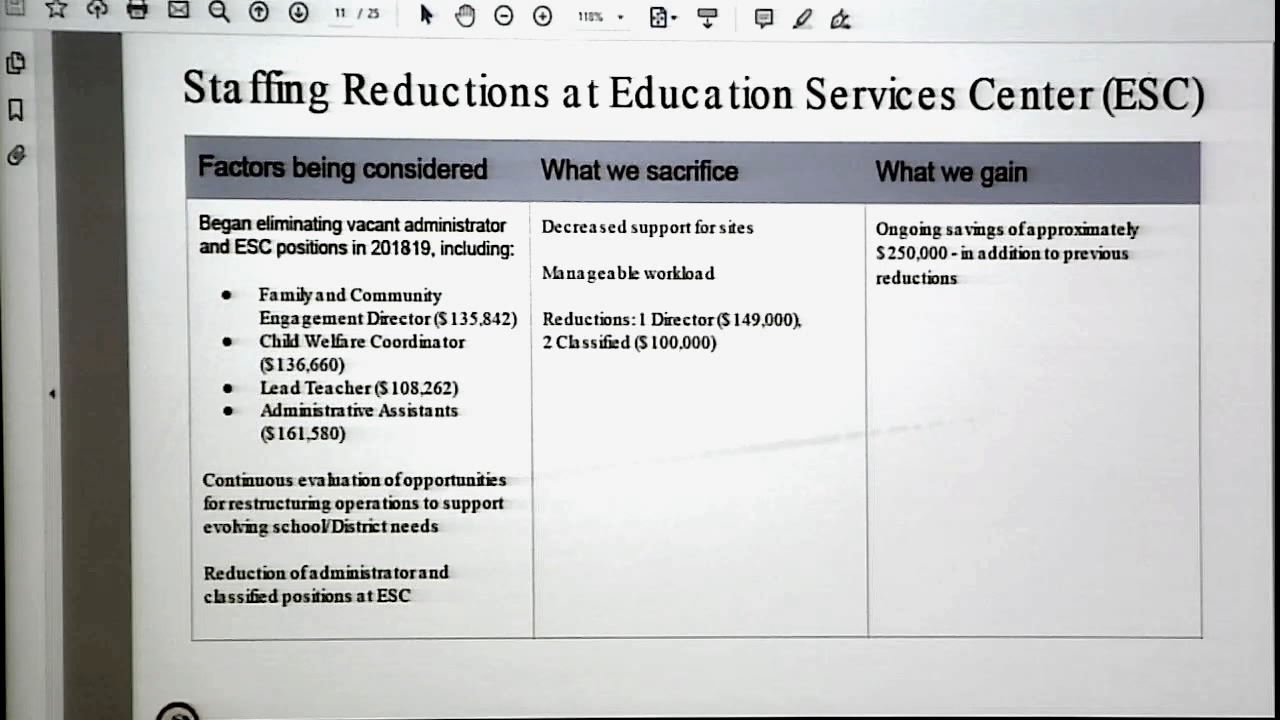 11 / 25
118%
Staffing Reductions at Education Services Center (ESC)
Factors being considered
What we sacrifice
What we gain
Began eliminating vacant administrator
and ESC positions in 201819, including:
● Family and Community
Engagement Director ($135,842)
● Child Welfare Coordinator
($136,660)
● Lead Teacher ($108,262)
● Administrative Assistants
($161,580)
Continuous evaluation of opportunities
for restructuring operations to support
evolving school/District needs
Reduction of administrator and
classified positions at ESC
Decreased support for sites
Manageable workload
Reductions: 1 Director ($149,000),
2 Classified ($100,000)
Ongoing savings of approximately
$250,000 - in addition to previous
reductions